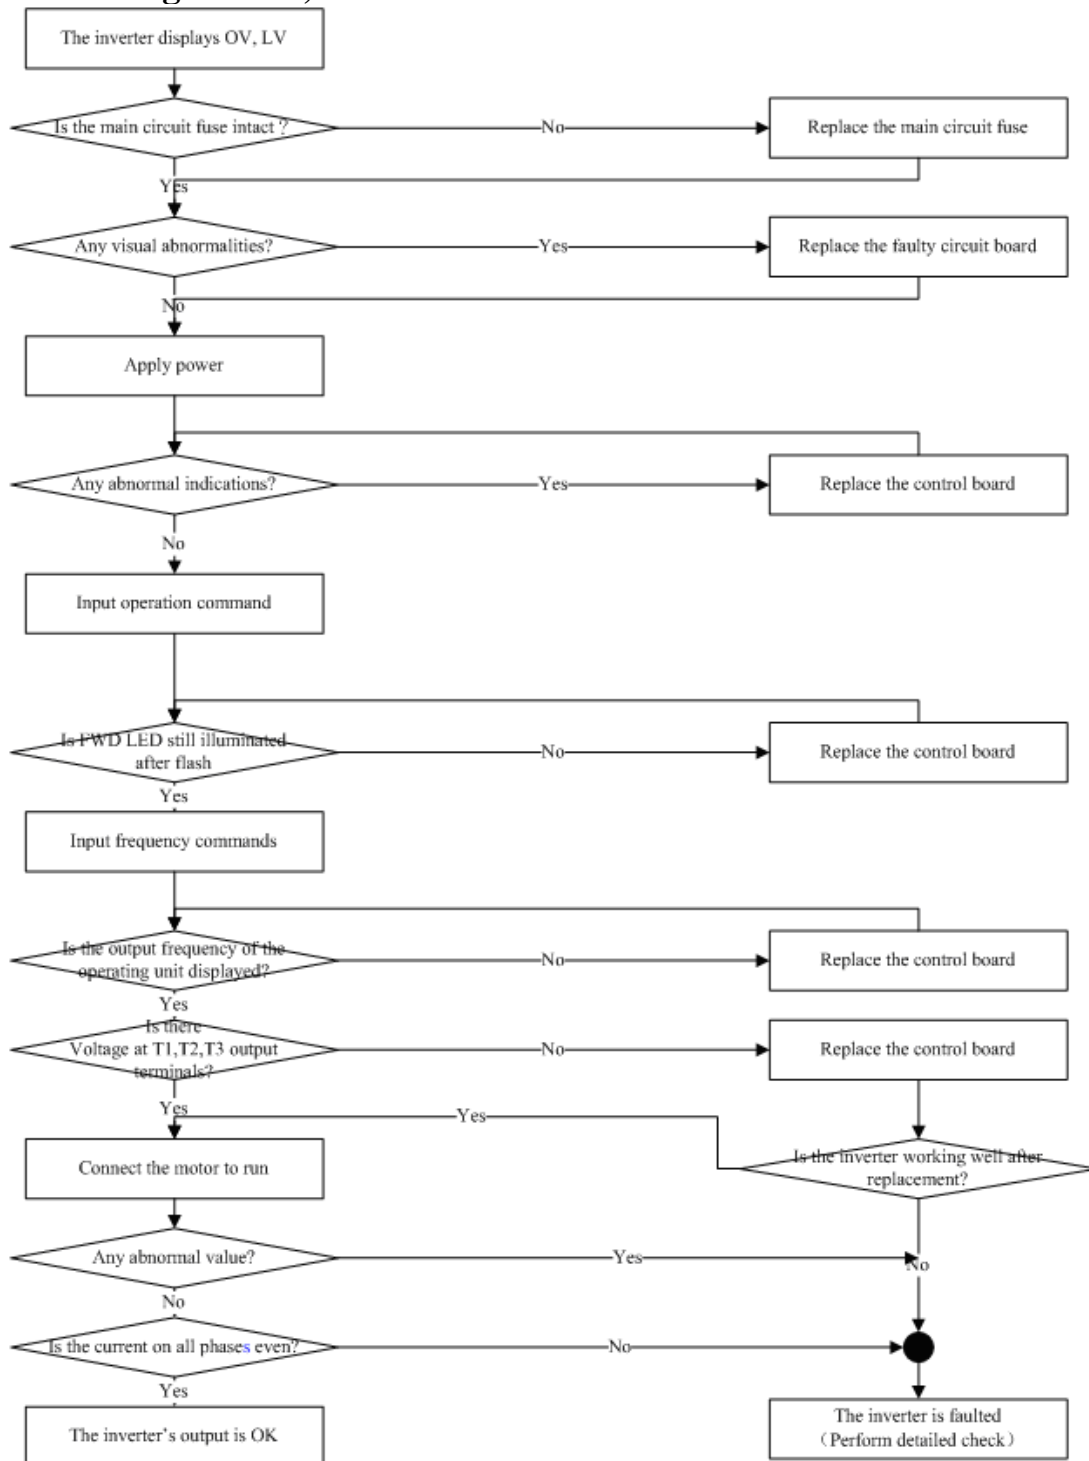 The inverter displays OV, LV
Is the main circuit fuse intact ?
No
Replace the main circuit fuse
Yes
Any visual abnormalities?
Yes
Replace the faulty circuit board
No
Apply power
Any abnormal indications?
Yes
Replace the control board
No
Input operation command
Is FWD LED still illuminated
after flash
No
Replace the control board
Yes
Input frequency commands
Is the output frequency of the
operating unit displayed?
No
Replace the control board
Yes
Is there
Voltage at T1,T2,T3 output
terminals?
No
Replace the control board
Yes
Yes
Connect the motor to run
Is the inverter working well after
replacement?
Any abnormal value?
Yes
No
No
Is the current on all phases even?
No
Yes
The inverter's output is OK
The inverter is faulted
(Perform detailed check)